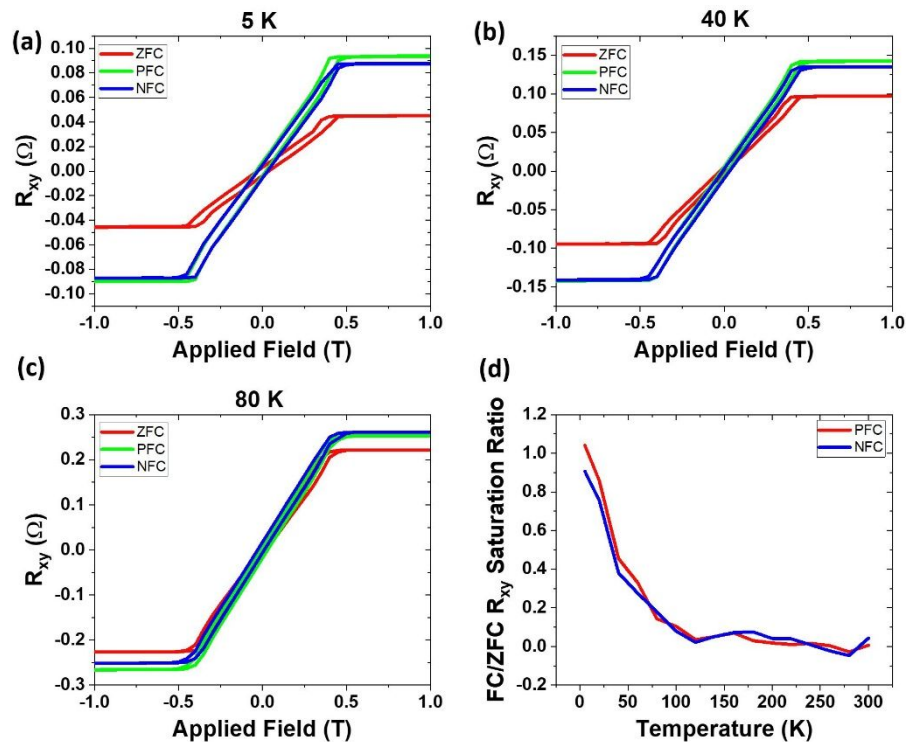 (a)
5 K
ZFC
PFC
NFC
0.10
0.08
0.06
0.04
0.02
0.00
-0.02
-0.04
-0.06
-0.08
-0.10
Rxy (Ω)
-1.0 -0.5 0.0 0.5 1.0
Applied Field (T)
(b)
40 K
ZFC
PFC
NFC
0.15
0.10
0.05
0.00
-0.05
-0.10
-0.15
Rxy (Ω)
-1.0 -0.5 0.0 0.5 1.0
Applied Field (T)
(c)
80 K
ZFC
PFC
NFC
0.3
0.2
0.1
0.0
-0.1
-0.2
-0.3
Rxy (Ω)
-1.0 -0.5 0.0 0.5 1.0
Applied Field (T)
(d)
PFC
NFC
1.2
1.0
0.8
0.6
0.4
0.2
0.0
-0.2
FC/ZFC Rxy Saturation Ratio
0 50 100 150 200 250 300
Temperature (K)